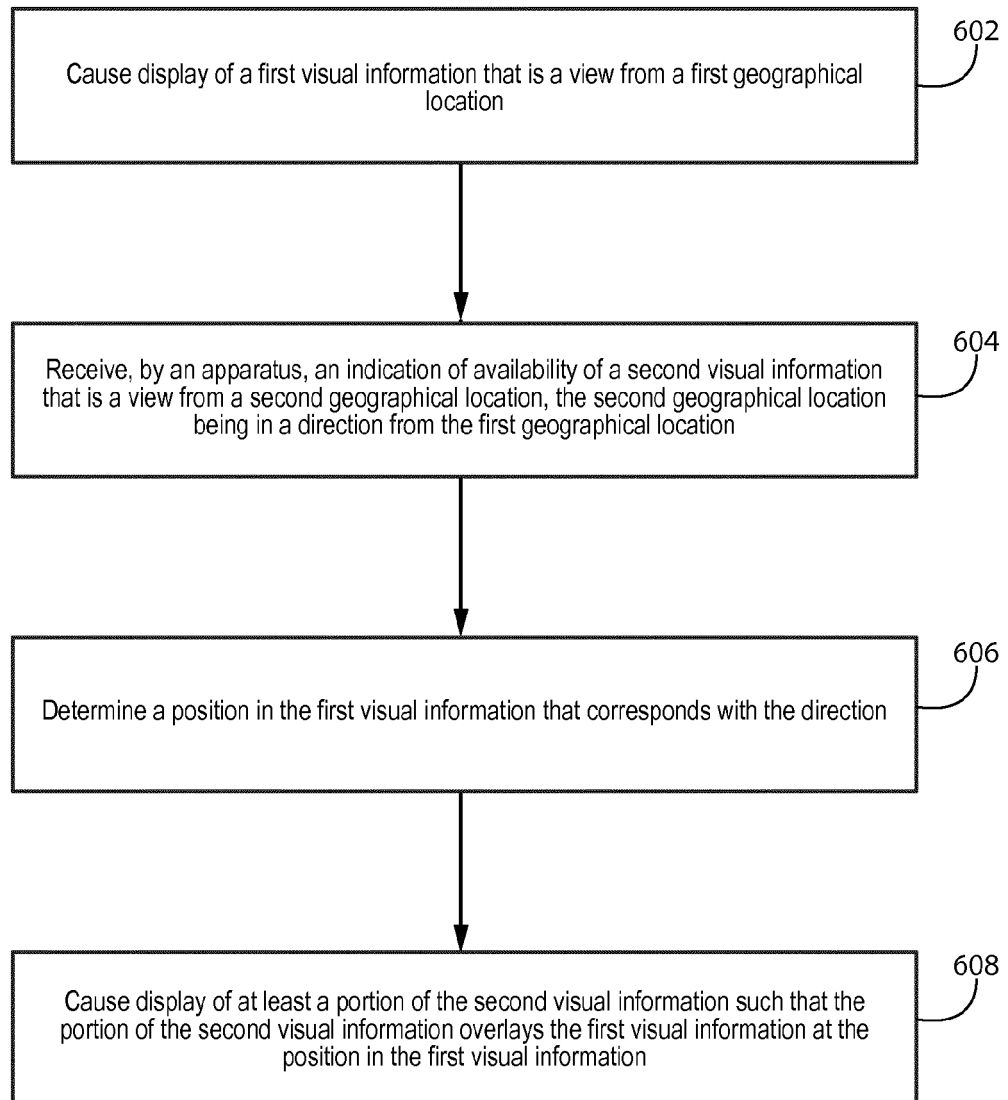 602
Cause display of a first visual information that is a view from a first geographical
location
604
Receive, by an apparatus, an indication of availability of a second visual information
that is a view from a second geographical location, the second geographical location
being in a direction from the first geographical location
606
Determine a position in the first visual information that corresponds with the direction
608
Cause display of at least a portion of the second visual information such that the
portion of the second visual information overlays the first visual information at the
position in the first visual information